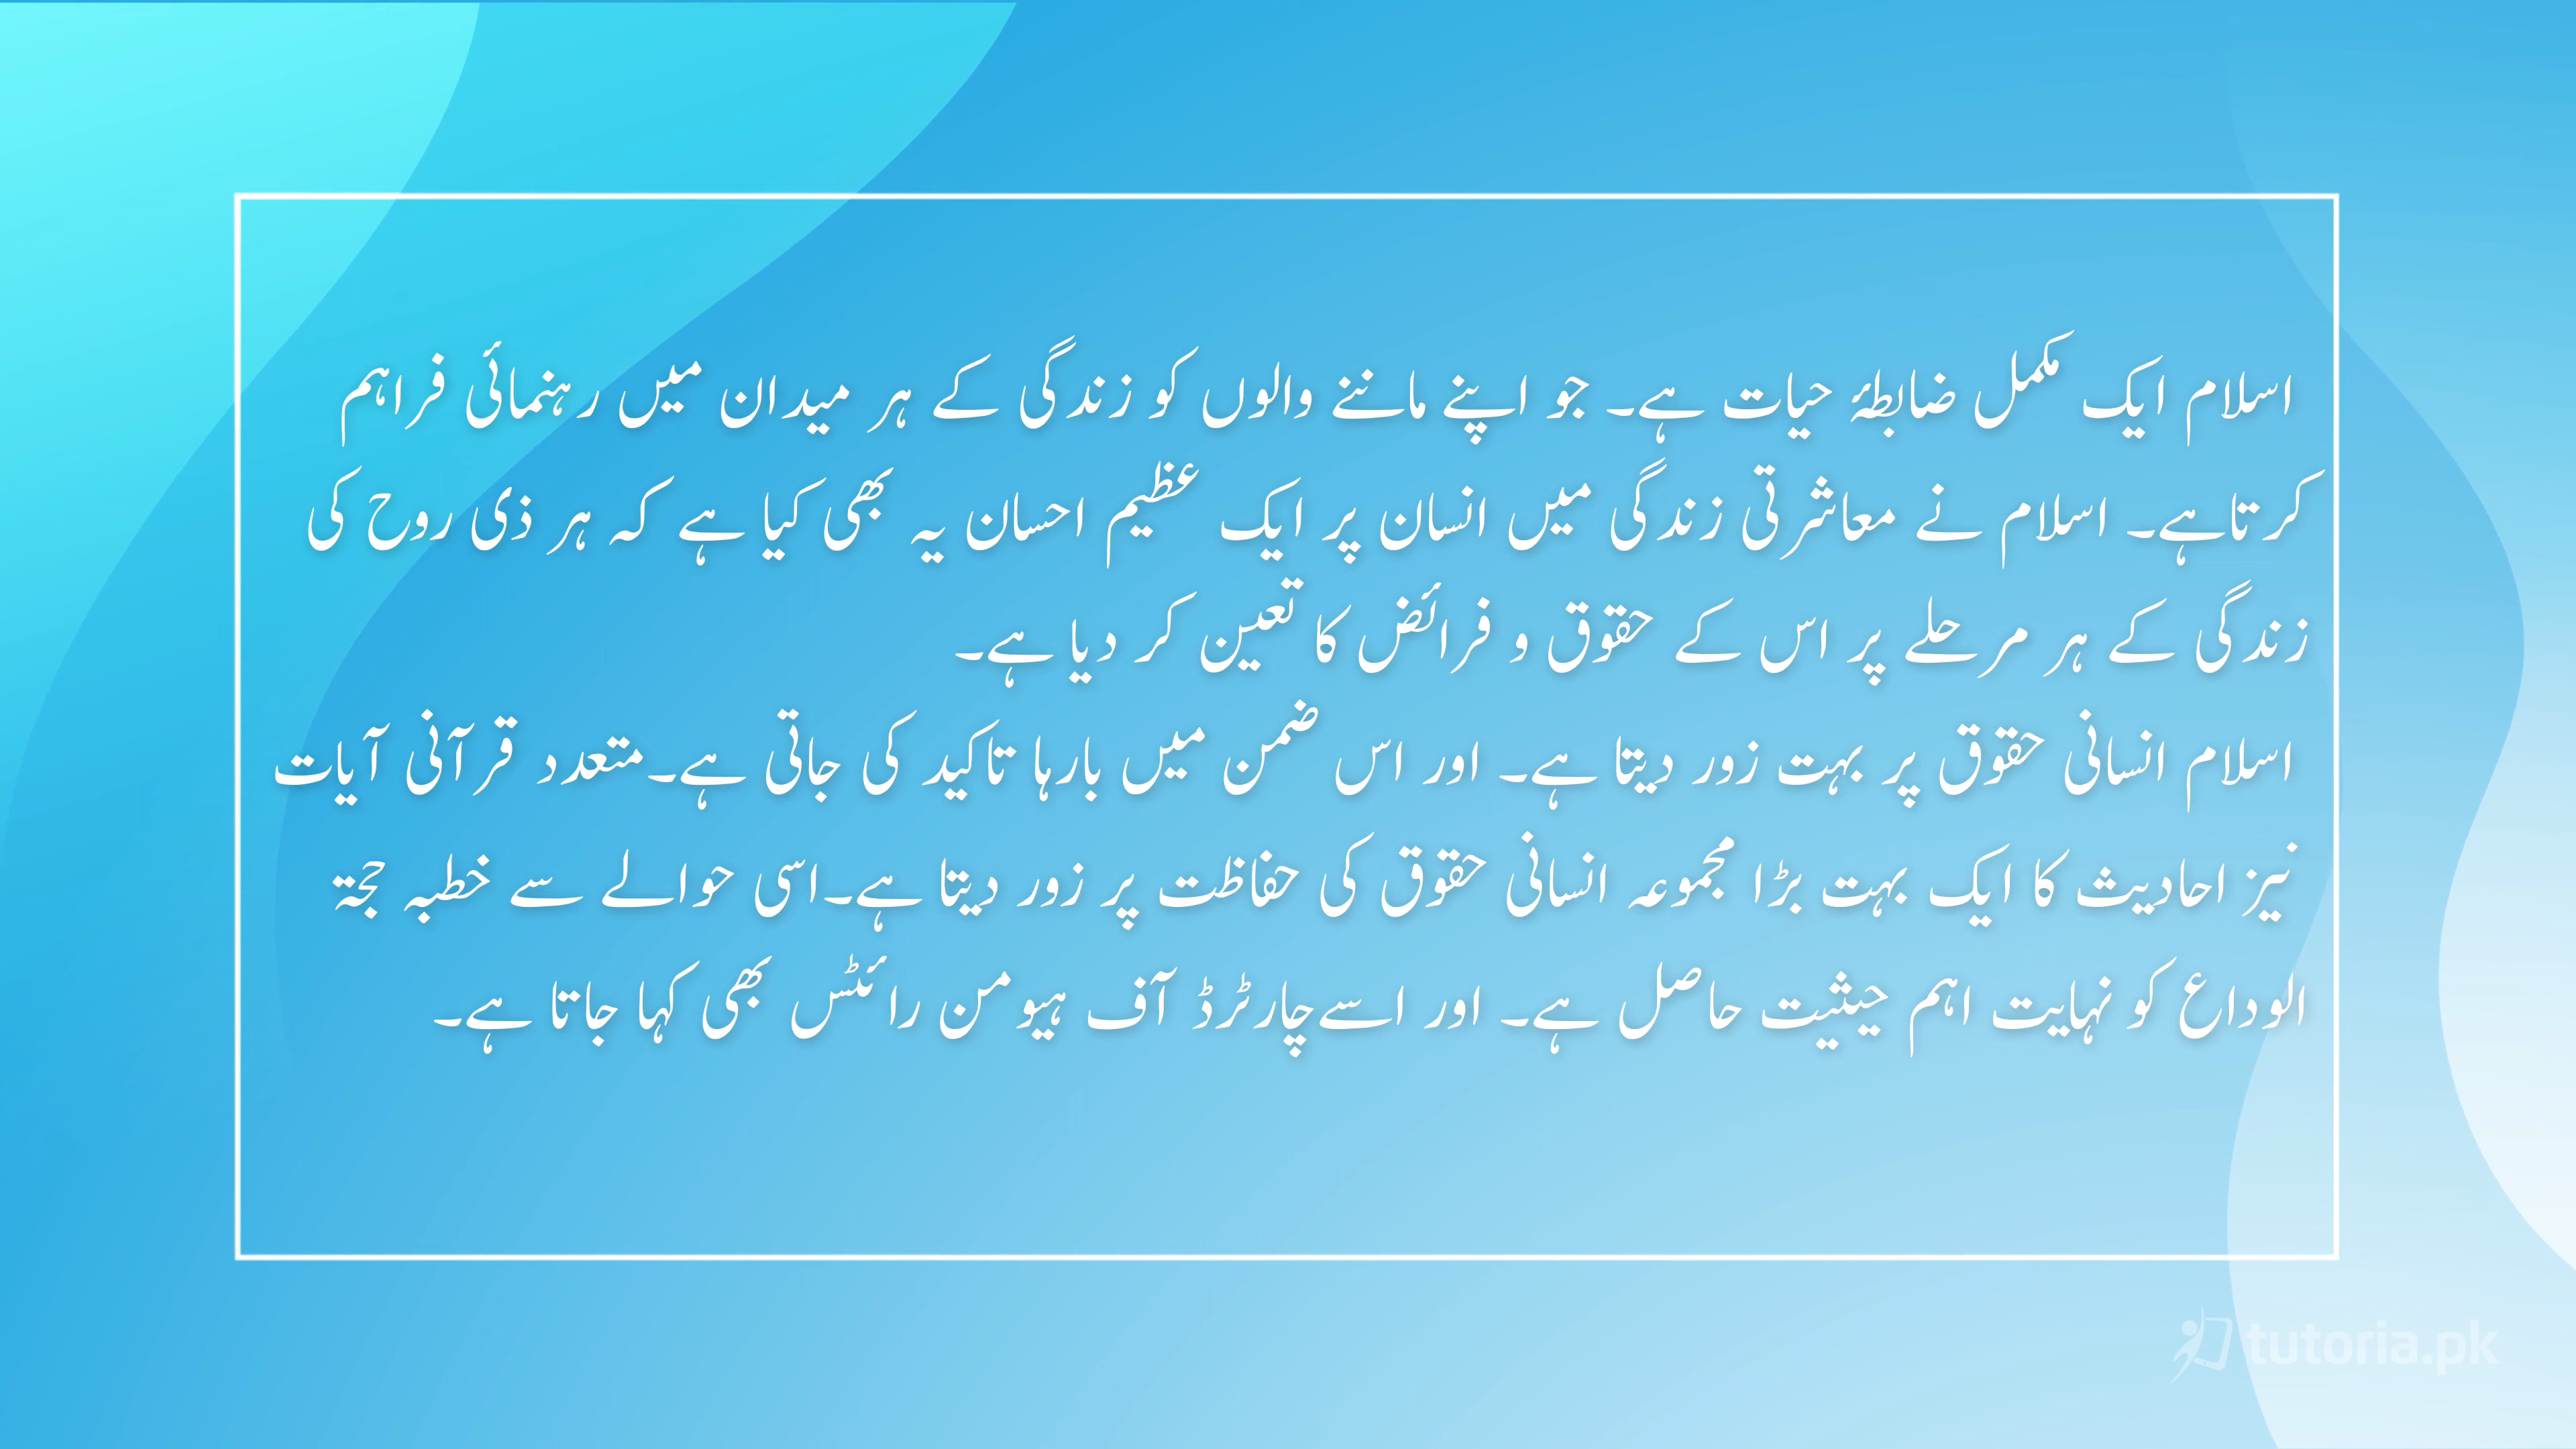 اسلام ایک مکمل ضابطۂ حیات ہے۔ جو اپنے ماننے والوں کو زندگی کے ہر میدان میں رہنمائی فراہم
کرتاہے۔ اسلام نے معاشرتی زندگی میں انسان پر ایک عظیم احسان یہ بھی کیا ہے کہ ہر ذی روح کی
زندگی کے ہر مرحلے پر اس کے حقوق و فرائض کا تعین کر دیا ہے۔
اسلام انسانی حقوق پر بہت زور دیتا ہے۔ اور اس ضمن میں بارہا تاکید کی جاتی ہے۔متعدد قرآنی آیات
نیز احادیث کا ایک بہت بڑا مجموعہ انسانی حقوق کی حفاظت پر زور دیتا ہے۔اسی حوالے سے خطبہ حجۃ
الوداع کو نہایت اہم حیثیت حاصل ہے۔ اور اسےچارٹرڈ آف ہیومن رائٹس بھی کہا جاتا ہے۔
tutoria.pk